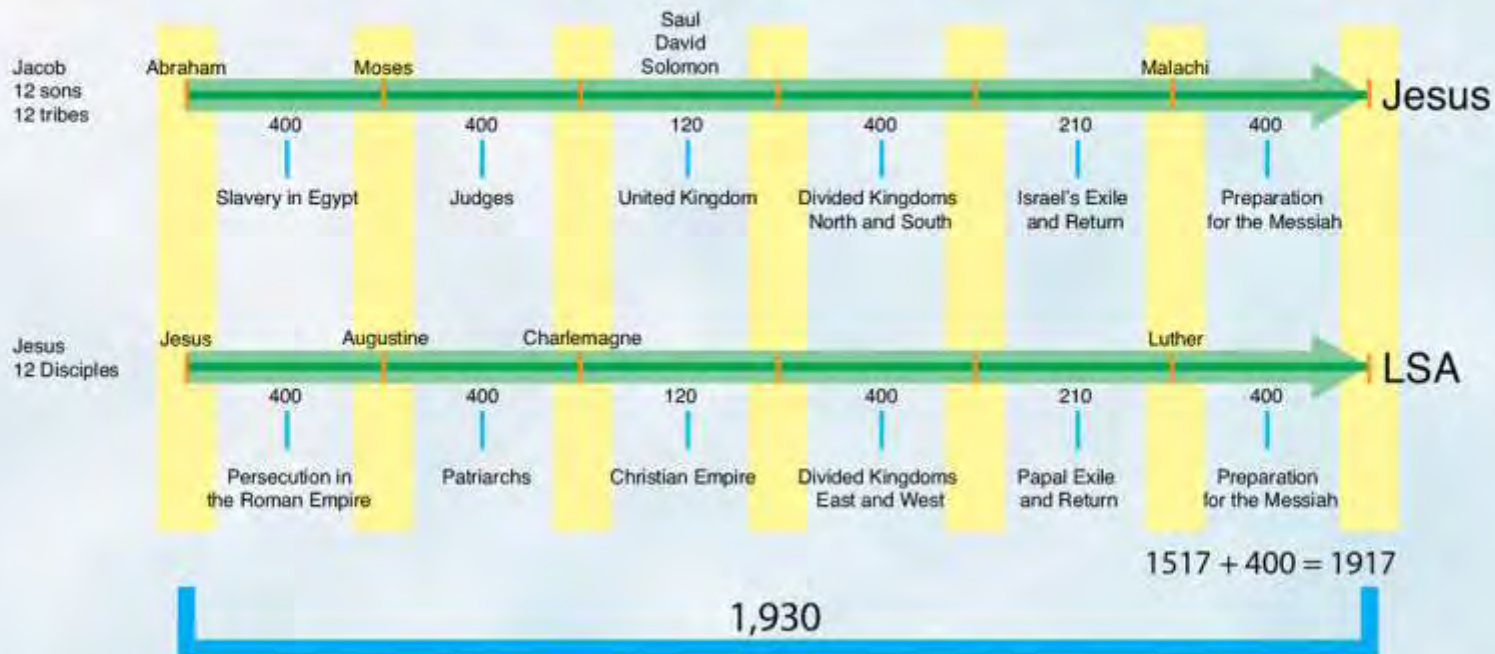 Saul
David
Solomon
Jacob
12 sons
12 tribes
Abraham
Moses
Malachi
Jesus
400
400
120
400
210
400
Slavery in Egypt
Judges
United Kingdom
Divided Kingdoms
North and South
Israel's Exile
and Return
Preparation
for the Messiah
Jesus
12 Disciples
Jesus
Augustine
Charlemagne
Luther
LSA
400
400
120
400
210
400
Persecution in
the Roman Empire
Patriarchs
Christian Empire
Divided Kingdoms
East and West
Papal Exile
and Return
Preparation
for the Messiah
1517 + 400 = 1917
1,930